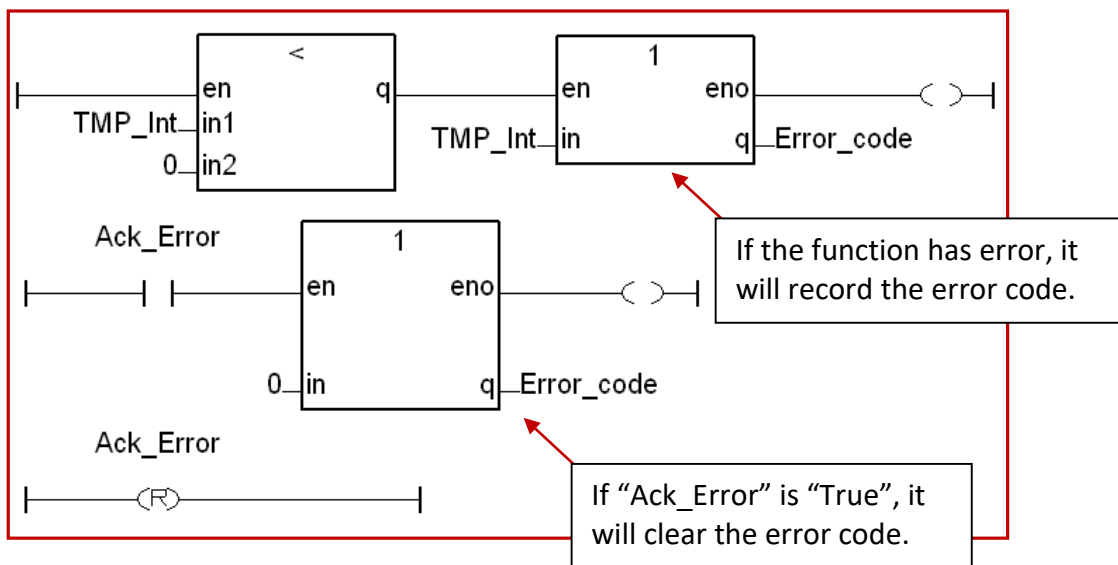 <
1
en q en eno
TMP_Int in1 TMP_Int in q Error_code
0 in2
If the function has error, it
will record the error code.
Ack_Error
1
en eno
0 in q Error_code
Ack_Error
R
If “Ack_Error” is “True”, it
will clear the error code.